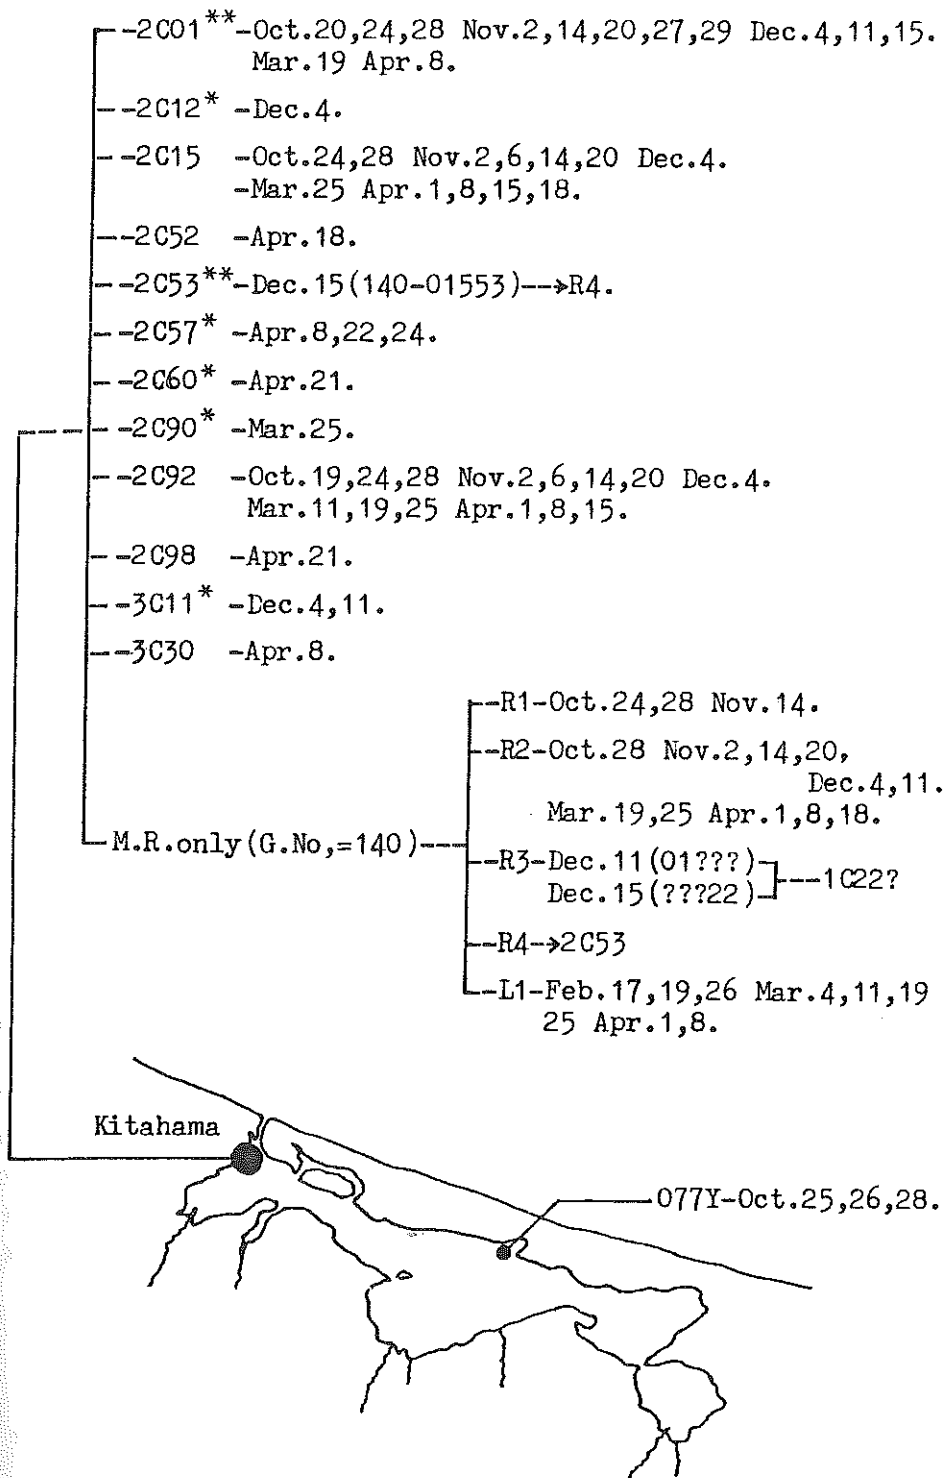 --2C01**-Oct.20,24,28 Nov.2,14,20,27,29 Dec.4,11,15.
Mar.19 Apr.8.
--2C12* -Dec.4.
--2C15 -Oct.24,28 Nov.2,6,14,20 Dec.4.
-Mar.25 Apr.1,8,15,18.
--2C52 -Apr.18.
--2C53**-Dec.15(140-01553)-->R4.
--2C57* -Apr.8,22,24.
--2C60* -Apr.21.
--2C90* -Mar.25.
--2C92 -Oct.19,24,28 Nov.2,6,14,20 Dec.4.
Mar.11,19,25 Apr.1,8,15.
--2C98 -Apr.21.
--3C11* -Dec.4,11.
--3C30 -Apr.8.
--R1-Oct.24,28 Nov.14.
--R2-Oct.28 Nov.2,14,20,
Dec.4,11.
Mar.19,25 Apr.1,8,18.
M.R.only(G.No,=140)---
--R3-Dec.11(01???)
Dec.15(???22)
---1C22?
--R4->2C53
--L1-Feb.17,19,26 Mar.4,11,19
25 Apr.1,8.
Kitahama
077Y-Oct.25,26,28.